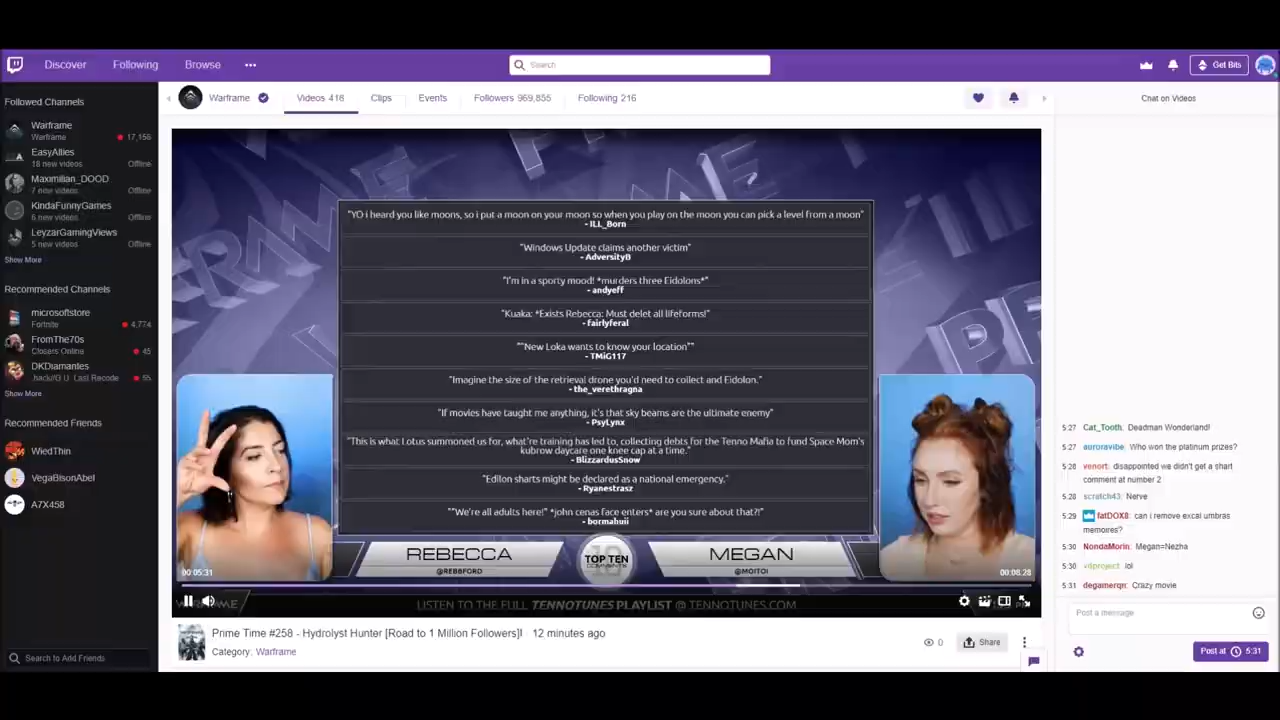 Discover
Following
Browse
Search
Get Bits
Followed Channels
Warframe
Warframe
17,156
EasyAllies
18 new videos
Offline
Maximilian_DOOD
7 new videos
Offline
KindaFunnyGames
6 new videos
Offline
LeyzarGamingViews
5 new videos
Offline
Show More
Recommended Channels
microsoftstore
Fortnite
4,774
FromThe70s
Closers Online
45
DKDiamantes
.hack//G.U. Last Recode
Show More
Recommended Friends
WiedThin
VegaBisonAbel
A7X458
Search to Add Friends
Warframe
Videos 418
Clips
Events
Followers 969,855
Following 216
"YO i heard you like moons, so i put a moon on your moon so when you play on the moon you can pick a level from a moon"
- ILL_Born
"Windows Update claims another victim"
- AdversityB
"I'm in a sporty mood! *murders three Eidolons*"
- andyeff
"Kuaka: *Exists Rebecca: Must delet all lifeforms!"
- fairlyferal
""New Loka wants to know your location""
- TMiG117
"Imagine the size of the retrieval drone you'd need to collect and Eidolon."
- the_verethragna
"If movies have taught me anything, it's that sky beams are the ultimate enemy"
- PsyLynx
"This is what Lotus summoned us for, what're training has led to, collecting debts for the Tenno Mafia to fund Space Mom's
kubrow daycare one knee cap at a time."
- BlizzardusSnow
"Edilon sharts might be declared as a national emergency."
- Ryanestrasz
""We're all adults here!" *john cenas face enters* are you sure about that?!"
- bormahuii
REBECCA
@REBBFORD
TOP TEN
COMMENTS
MEGAN
@MOITOI
00:05:31
00:08:28
WARFRAME
LISTEN TO THE FULL TENNOTUNES PLAYLIST @ TENNOTUNES.COM
Prime Time #258 - Hydrolyst Hunter [Road to 1 Million Followers]! · 12 minutes ago
Category: Warframe
0
Share
Chat on Videos
5:27 Cat_Tooth: Deadman Wonderland!
5:27 auroravibe: Who won the platinum prizes?
5:28 venort: disappointed we didn't get a shart
comment at number 2
5:28 scratch43: Nerve
5:29 fatDOX8: can i remove excal umbras
memoires?
5:30 NondaMorin: Megan=Nezha
5:30 vdproject: .lol
5:31 degamerqn: Crazy movie
Post a message
Post at 5:31